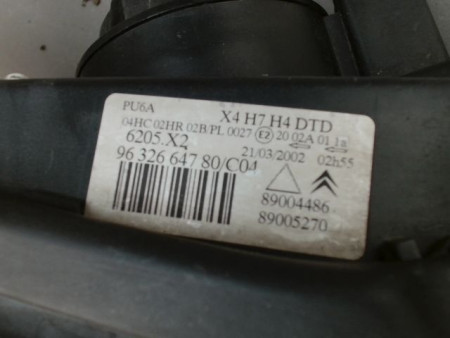 PU6A X4 H7 H4 DTD
04HC 02HR 02B/PL 0027 E2 20 02A 01 1a
6205.X2 21/03/2002 02h55
96 326 647 80/C04
89004486
89005270